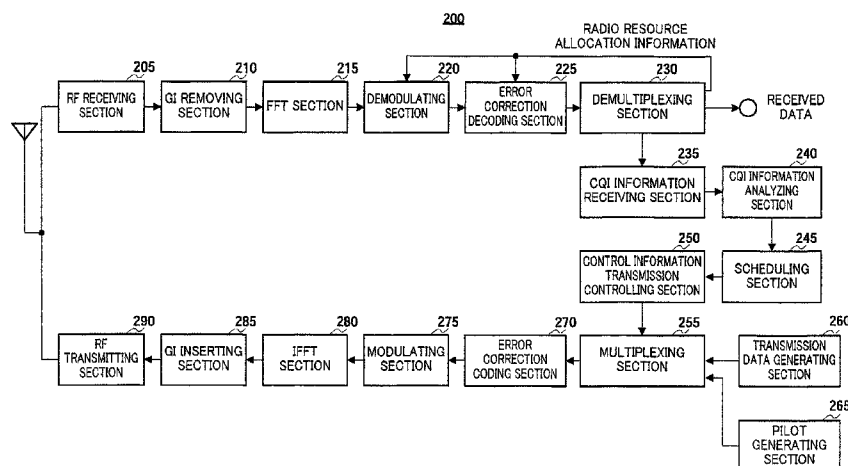 200
RADIO RESOURCE
ALLOCATION INFORMATION
205
RF RECEIVING
SECTION
210
GI REMOVING
SECTION
215
FFT SECTION
220
DEMODULATING
SECTION
225
ERROR
CORRECTION
DECODING SECTION
230
DEMULTIPLEXING
SECTION
RECEIVED
DATA
235
CQI INFORMATION
RECEIVING SECTION
240
CQI INFORMATION
ANALYZING
SECTION
250
CONTROL INFORMATION
TRANSMISSION
CONTROLLING SECTION
245
SCHEDULING
SECTION
290
RF
TRANSMITTING
SECTION
285
GI INSERTING
SECTION
280
IFFT
SECTION
275
MODULATING
SECTION
270
ERROR
CORRECTION
CODING SECTION
255
MULTIPLEXING
SECTION
260
TRANSMISSION
DATA GENERATING
SECTION
265
PILOT
GENERATING
SECTION